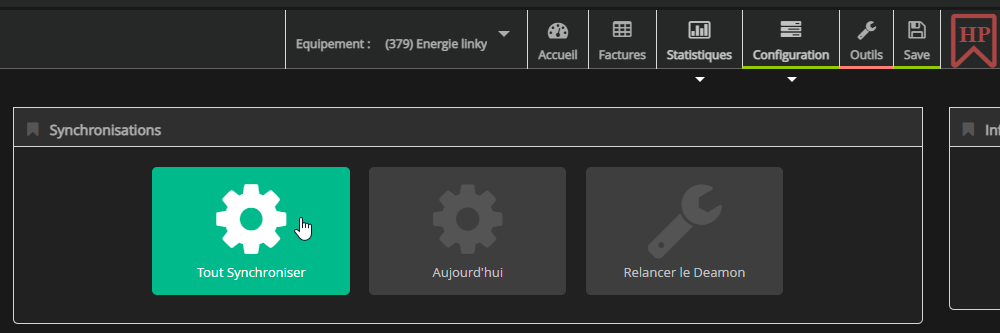 Equipement : (379) Energie linky
Accueil
Factures
Statistiques
Configuration
Outils
Save
HP
Synchronisations
Tout Synchroniser
Aujourd'hui
Relancer le Deamon